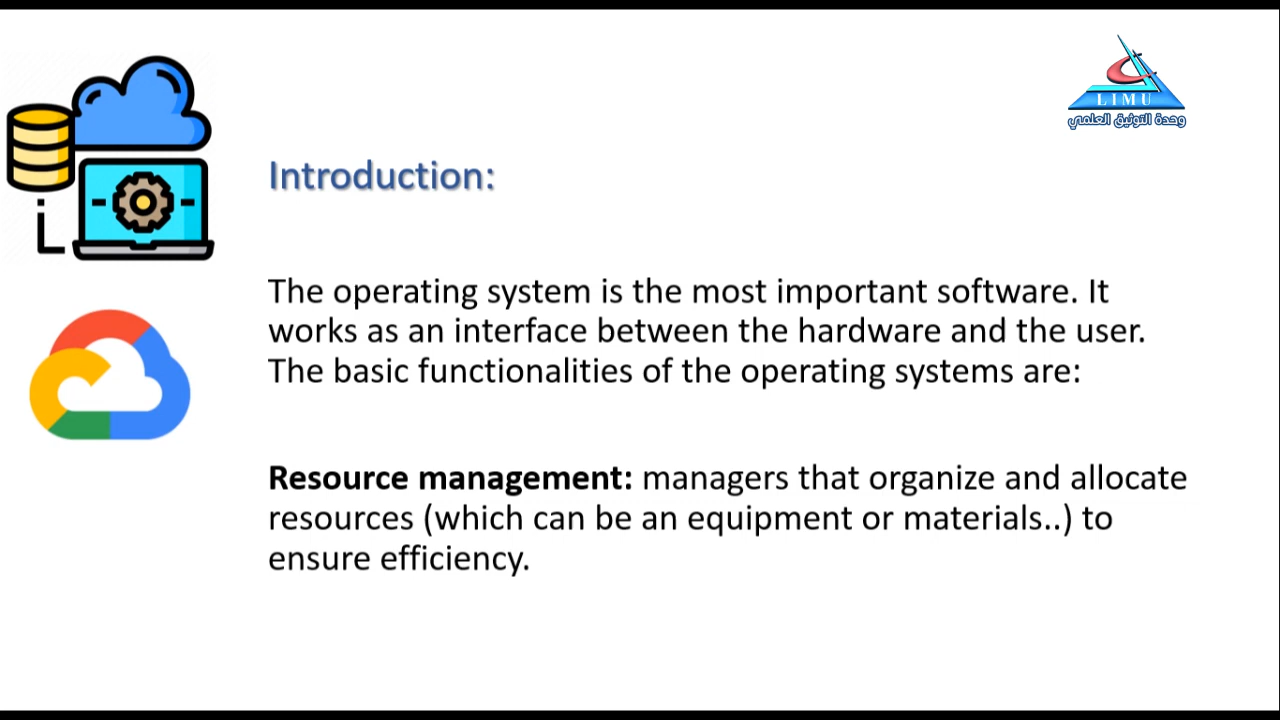 LIMU
وحدة التوثيق العلمي
Introduction:
The operating system is the most important software. It
works as an interface between the hardware and the user.
The basic functionalities of the operating systems are:
Resource management: managers that organize and allocate
resources (which can be an equipment or materials..) to
ensure efficiency.